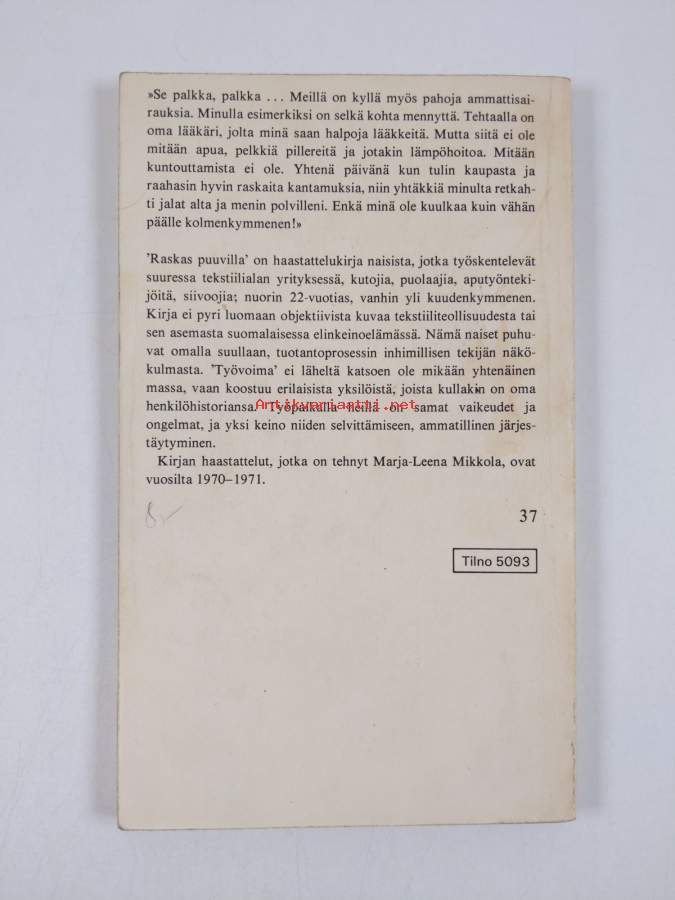 »Se palkka, palkka ... Meillä on kyllä myös pahoja ammattisai-
rauksia. Minulla esimerkiksi on selkä kohta mennyttä. Tehtaalla on
oma lääkäri, jolta minä saan halpoja lääkkeitä. Mutta siitä ei ole
mitään apua, pelkkiä pillereitä ja jotakin lämpöhoitoa. Mitään
kuntouttamista ei ole. Yhtenä päivänä kun tulin kaupasta ja
raahasin hyvin raskaita kantamuksia, niin yhtäkkiä minulta retkah-
ti jalat alta ja menin polvilleni. Enkä minä ole kuulkaa kuin vähän
päälle kolmenkymmenen!»
'Raskas puuvilla' on haastattelukirja naisista, jotka työskentelevät
suuressa tekstiilialan yrityksessä, kutojia, puolaajia, aputyönteki-
jöitä, siivoojia; nuorin 22-vuotias, vanhin yli kuudenkymmenen.
Kirja ei pyri luomaan objektiivista kuvaa tekstiiliteollisuudesta tai
sen asemasta suomalaisessa elinkeinoelämässä. Nämä naiset puhu-
vat omalla suullaan, tuotantoprosessin inhimillisen tekijän näkö-
kulmasta. 'Työvoima' ei läheltä katsoen ole mikään yhtenäinen
massa, vaan koostuu erilaisista yksilöistä, joista kullakin on oma
henkilöhistoriansa. Työpaikalla heillä on samat vaikeudet ja
Antikvariaatti.net
ongelmat, ja yksi keino niiden selvittämiseen, ammatillinen järjes-
täytyminen.
Kirjan haastattelut, jotka on tehnyt Marja-Leena Mikkola, ovat
vuosilta 1970–1971.
37
Tilno 5093